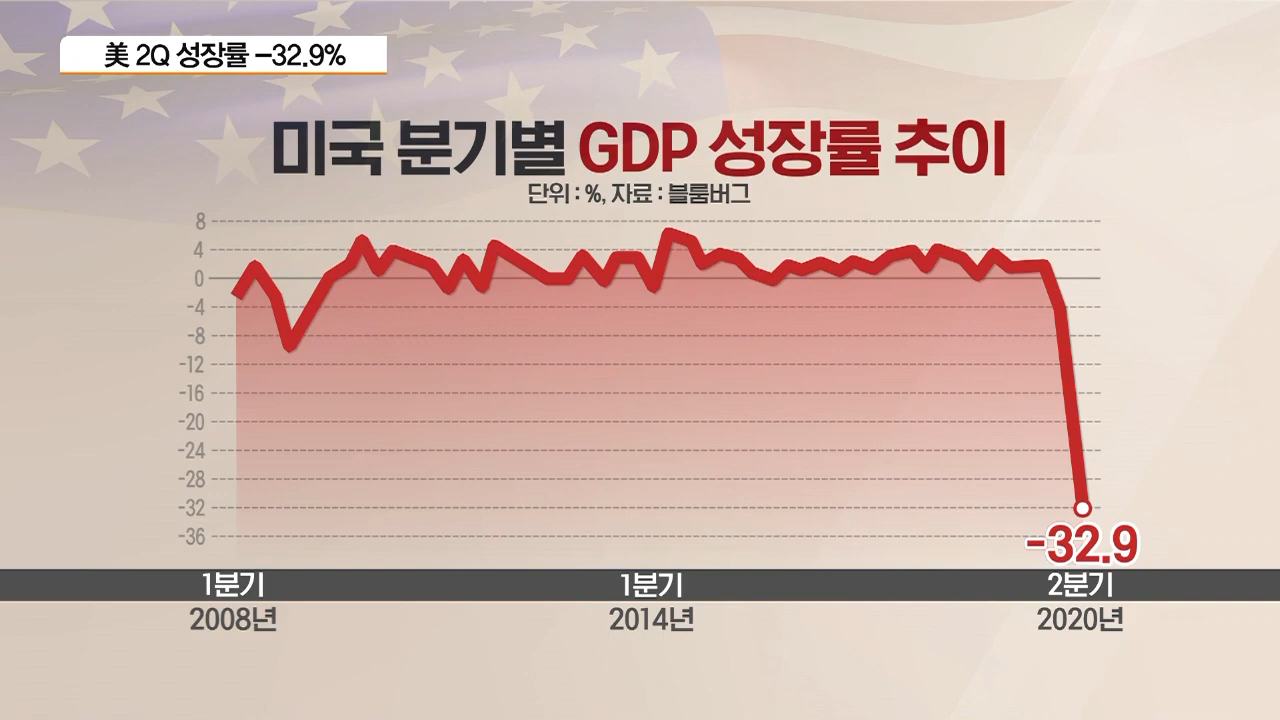 美 2Q 성장률 -32.9%
미국 분기별 GDP 성장률 추이
단위 : %, 자료 : 블룸버그
8
4
0
-4
-8
-12
-16
-20
-24
-28
-32
-36
-32.9
1분기 1분기 2분기
2008년 2014년 2020년